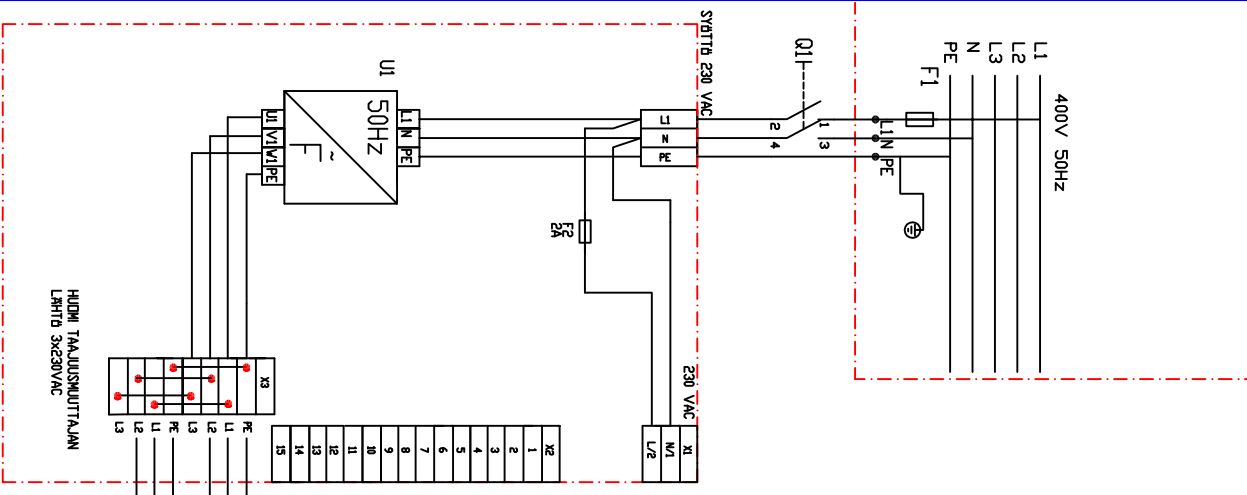 400V 50Hz
L1
L2
L3
N
PE
F1
L1
N
PE
Q1
1
2
3
4
SYÖTTÖ 230 VAC
L1
N
PE
F2
2A
U1
50Hz
~
L1
N
PE
U1
V1
W1
PE
230 VAC
X1
N/1
L/2
X2
1
2
3
4
5
6
7
8
9
10
11
12
13
14
15
X3
PE
L1
L2
L3
PE
L1
L2
L3
HUOM! TAAJUUSMUUTTAJAN
LÄHTÖ 3x230VAC